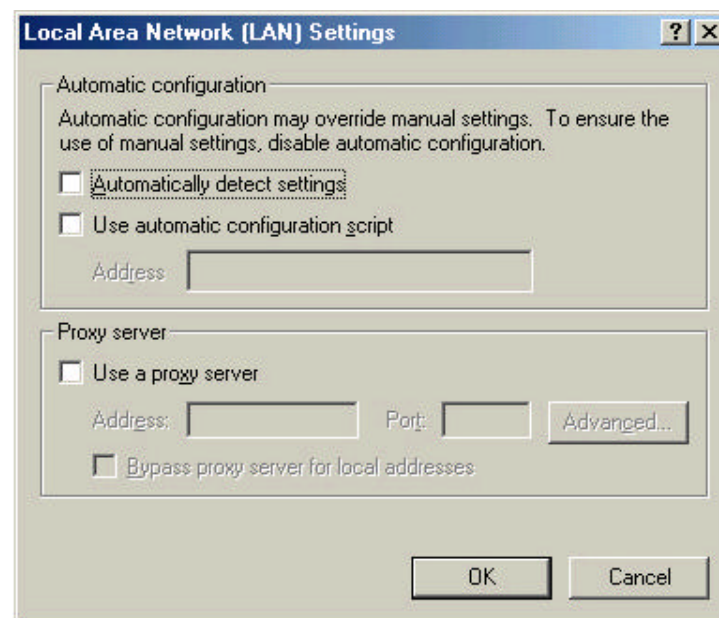 Local Area Network (LAN) Settings
Automatic configuration
Automatic configuration may override manual settings. To ensure the
use of manual settings, disable automatic configuration.
Automatically detect settings
Use automatic configuration script
Address
Proxy server
Use a proxy server
Address: Port: Advanced...
Bypass proxy server for local addresses
OK Cancel